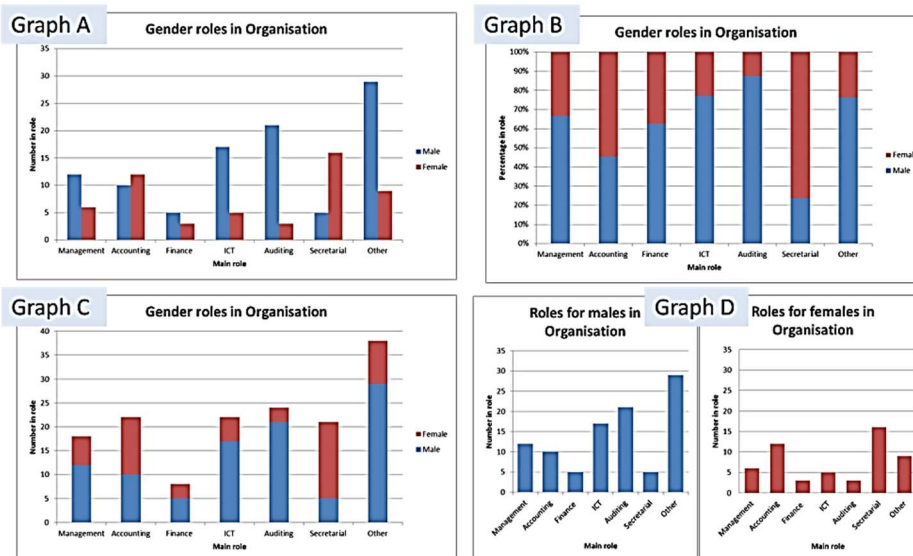 Graph A
Gender roles in Organisation
35
30
25
20
15
10
5
0
Number in role
Management Accounting Finance ICT Auditing Secretarial Other
Main role
Male
Female
Graph B
Gender roles in Organisation
100%
90%
80%
70%
60%
50%
40%
30%
20%
10%
0%
Percentage in role
Management Accounting Finance ICT Auditing Secretarial Other
Main role
Femal
Male
Graph C
Gender roles in Organisation
40
35
30
25
20
15
10
5
0
Number in role
Management Accounting Finance ICT Auditing Secretarial Other
Main role
Female
Male
Graph D
Roles for males in
Organisation
35
30
25
20
15
10
5
0
Number in role
Management Accounting Finance ICT Auditing Secretarial Other
Main role
Roles for females in
Organisation
35
30
25
20
15
10
5
0
Number in role
Management Accounting Finance ICT Auditing Secretarial Other